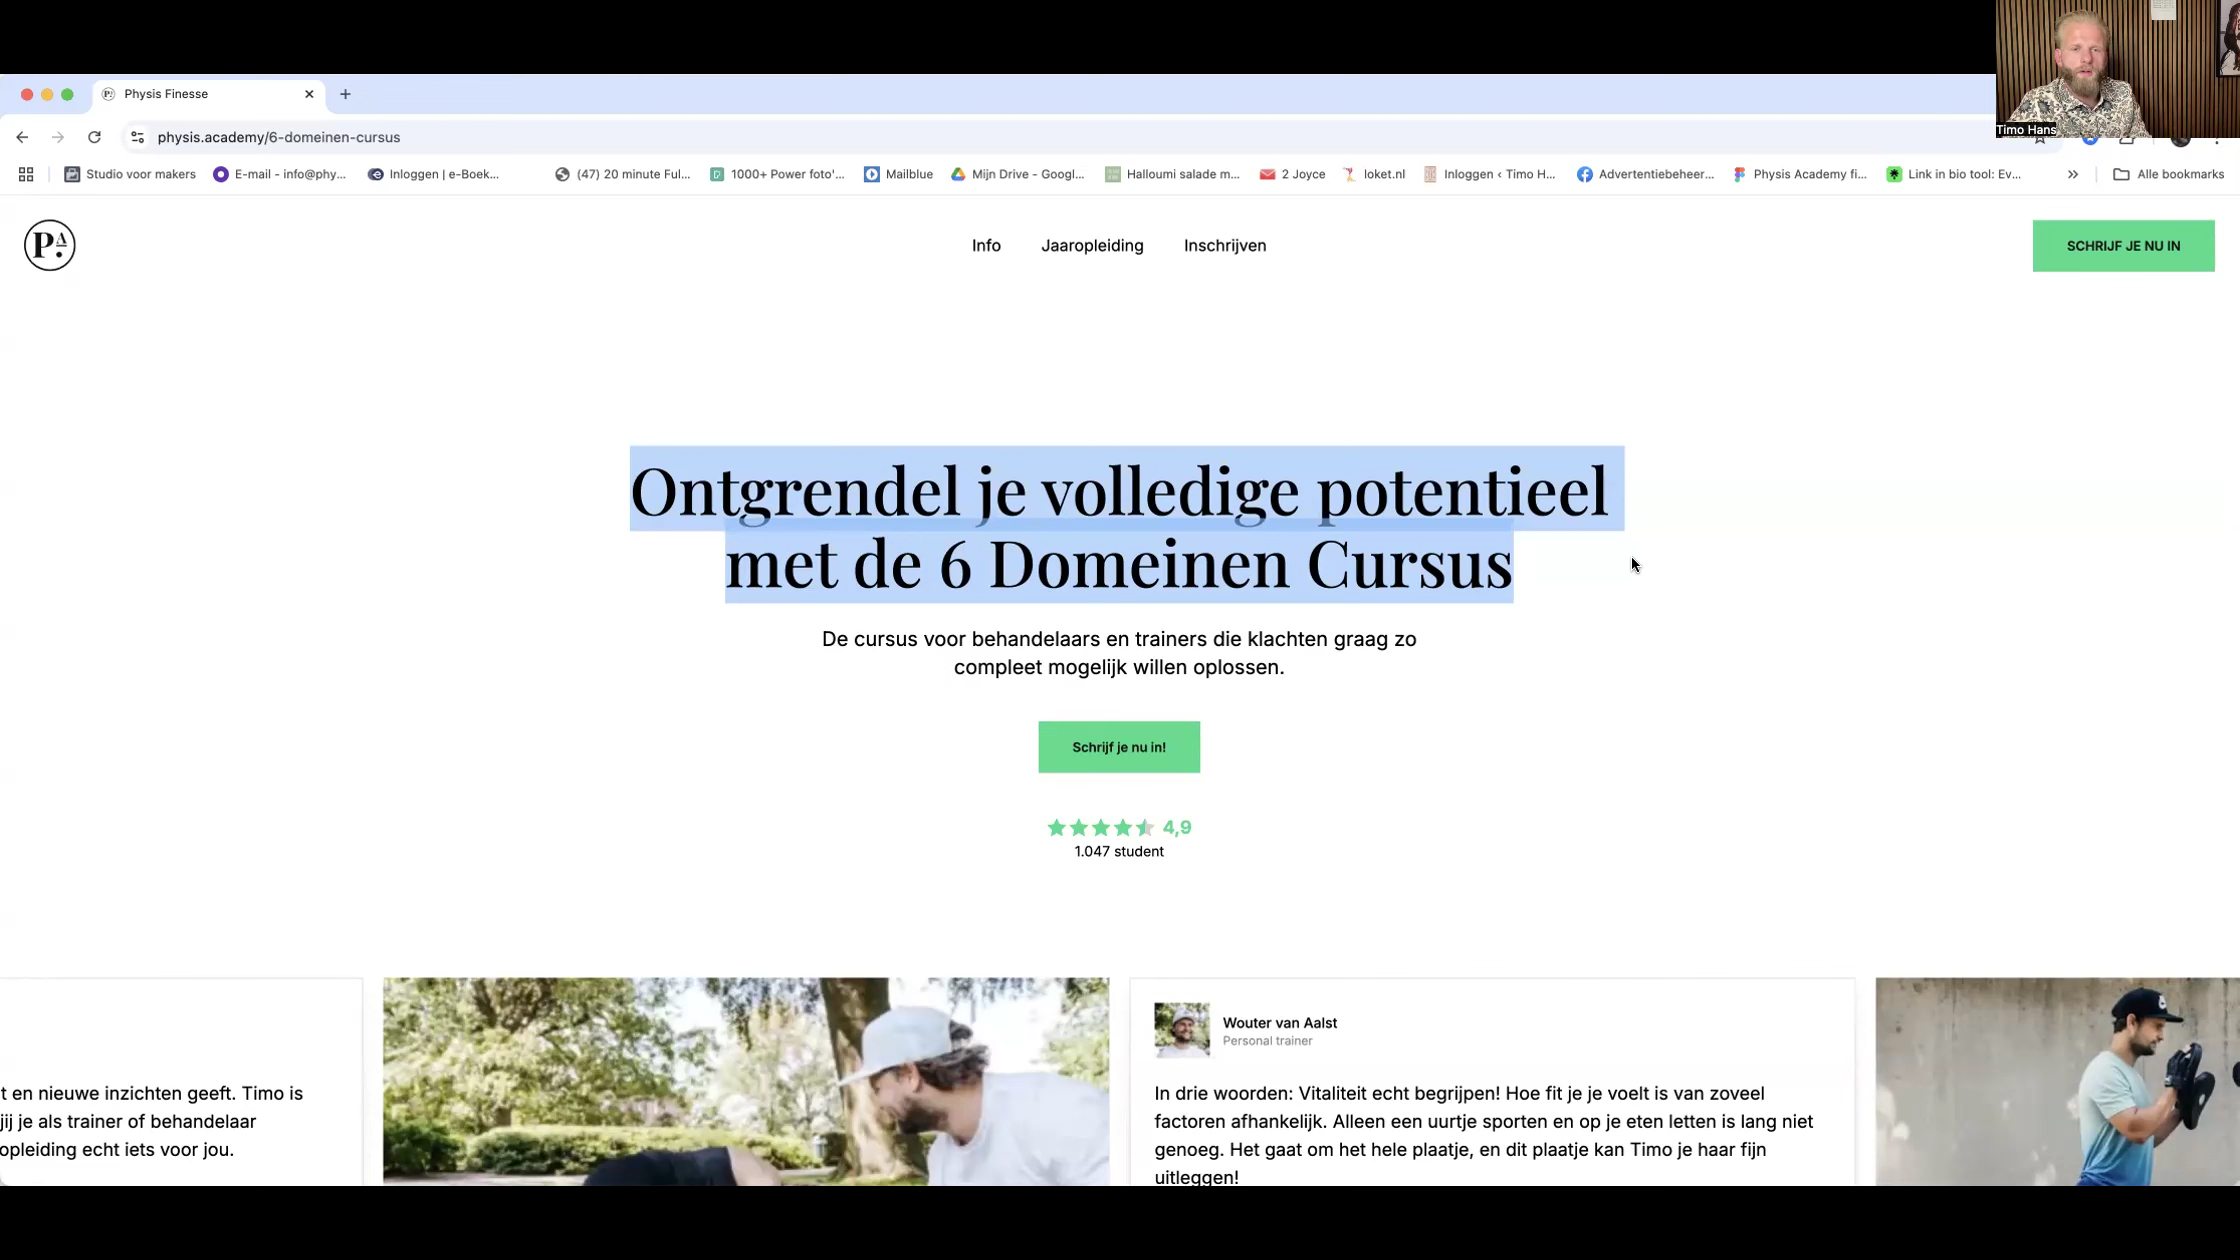 Timo Hans
Physis Finesse
physis.academy/6-domeinen-cursus
Studio voor makers
E-mail - info@phy...
Inloggen | e-Boek...
(47) 20 minute Ful...
1000+ Power foto'...
Mailblue
Mijn Drive - Googl...
Halloumi salade m...
2 Joyce
loket.nl
Inloggen ‹ Timo H...
Advertentiebeheer...
Physis Academy fi...
Link in bio tool: Ev...
Alle bookmarks
PA
Info
Jaaropleiding
Inschrijven
SCHRIJF JE NU IN
Ontgrendel je volledige potentieel
met de 6 Domeinen Cursus
De cursus voor behandelaars en trainers die klachten graag zo
compleet mogelijk willen oplossen.
Schrijf je nu in!
4,9
1.047 student
t en nieuwe inzichten geeft. Timo is
jij je als trainer of behandelaar
opleiding echt iets voor jou.
Wouter van Aalst
Personal trainer
In drie woorden: Vitaliteit echt begrijpen! Hoe fit je je voelt is van zoveel
factoren afhankelijk. Alleen een uurtje sporten en op je eten letten is lang niet
genoeg. Het gaat om het hele plaatje, en dit plaatje kan Timo je haar fijn
uitleggen!